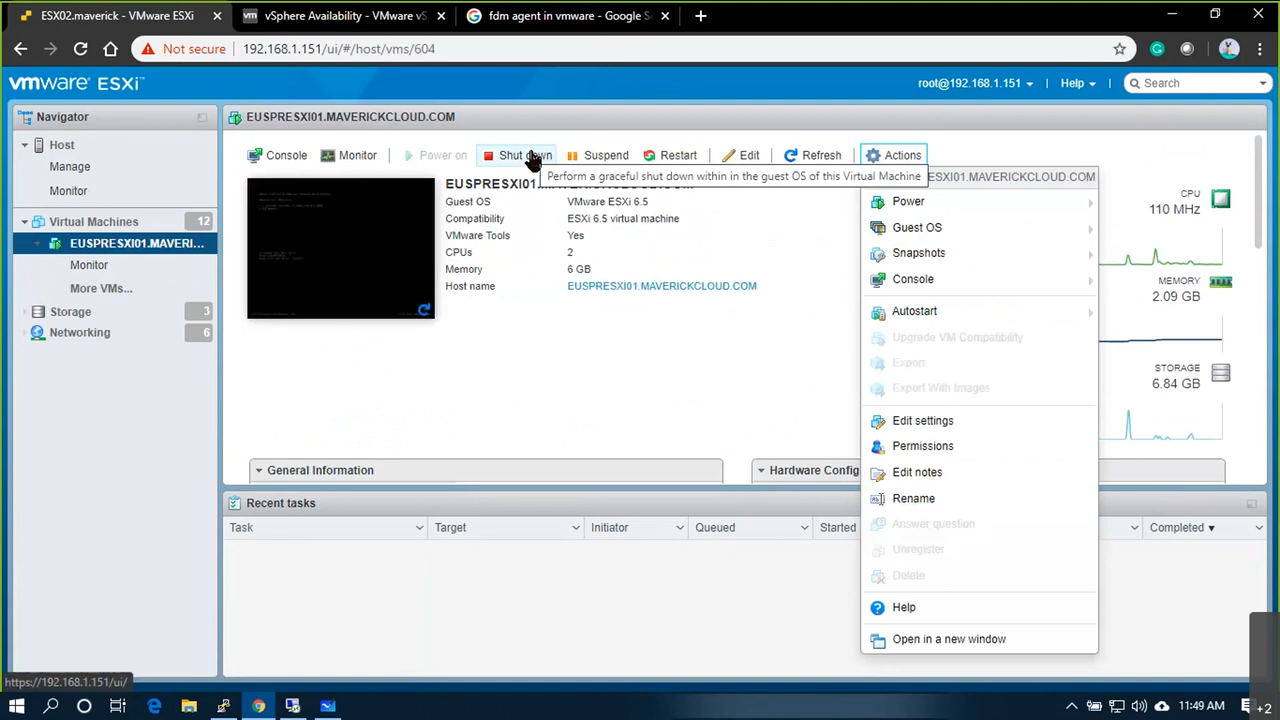 ESX02.maverick - VMware ESXi
vSphere Availability - VMware vS
fdm agent in vmware - Google Se
Not secure
192.168.1.151/ui/#/host/vms/604
vmware ESXi
root@192.168.1.151
Help
Search
Navigator
EUSPRESXI01.MAVERICKCLOUD.COM
Host
Manage
Monitor
Virtual Machines
12
EUSPRESXI01.MAVERI...
Monitor
More VMs...
Storage
3
Networking
6
Console
Monitor
Power on
Shut down
Suspend
Restart
Edit
Refresh
Actions
Perform a graceful shut down within in the guest OS of this Virtual Machine
EUSPRESXI01.
Guest OS
VMware ESXi 6.5
Compatibility
ESXi 6.5 virtual machine
VMware Tools
Yes
CPUs
2
Memory
6 GB
Host name
EUSPRESXI01.MAVERICKCLOUD.COM
ESPRESXI01.MAVERICKCLOUD.COM
Power
Guest OS
Snapshots
Console
Autostart
Upgrade VM Compatibility
Export
Export With Images
Edit settings
Permissions
Edit notes
Rename
Answer question
Unregister
Delete
Help
Open in a new window
CPU
110 MHz
MEMORY
2.09 GB
STORAGE
6.84 GB
General Information
Hardware Config
Recent tasks
Task
Target
Initiator
Queued
Started
Completed ▼
https://192.168.1.151/ui/
11:49 AM
+2